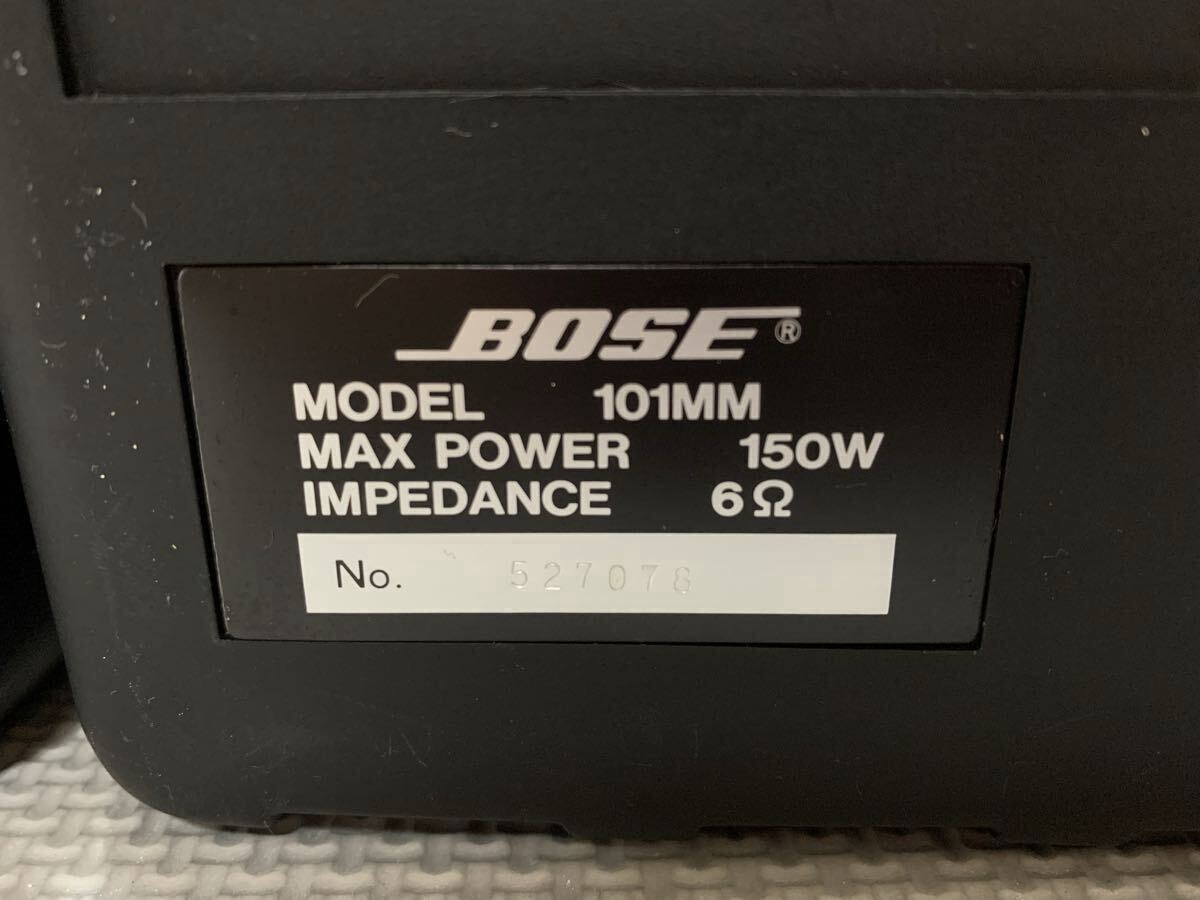 BOSE®
MODEL 101MM
MAX POWER 150W
IMPEDANCE 6Ω
No. 527078